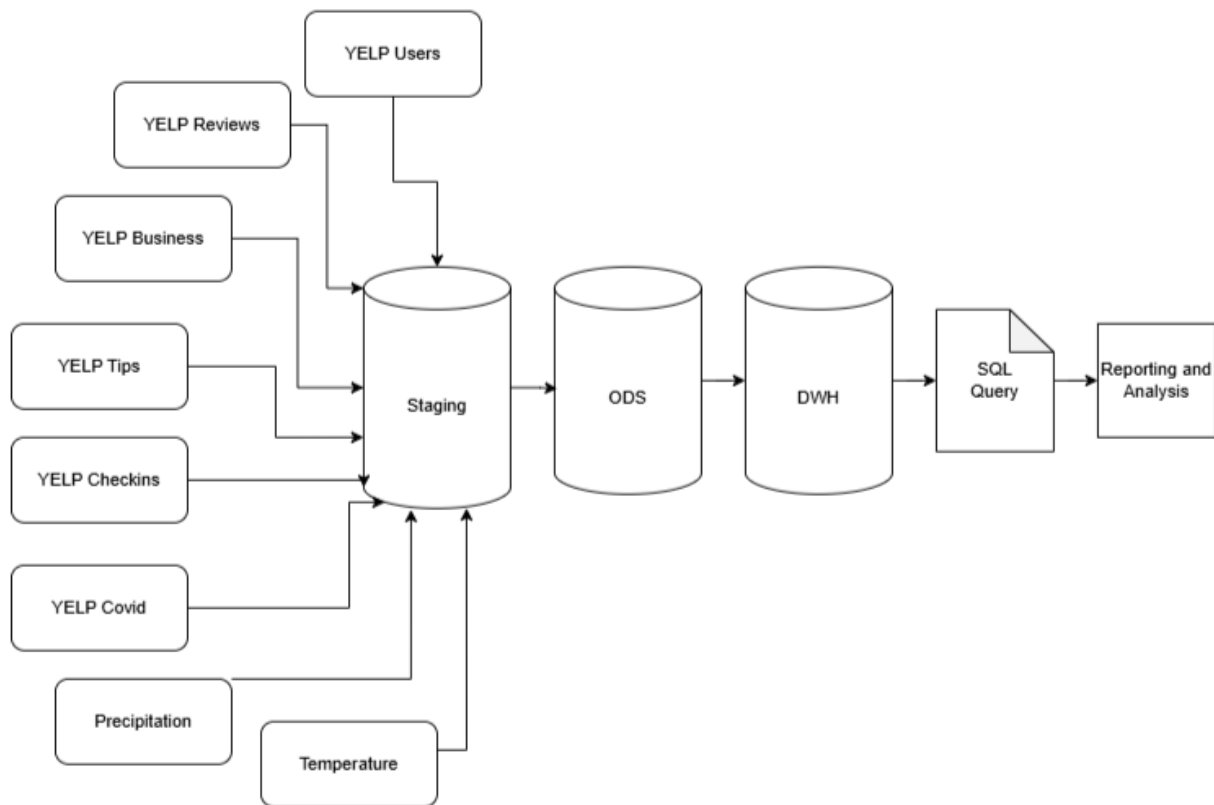 YELP Users
YELP Reviews
YELP Business
YELP Tips
YELP Checkins
YELP Covid
Precipitation
Temperature
Staging
ODS
DWH
SQL
Query
Reporting and
Analysis